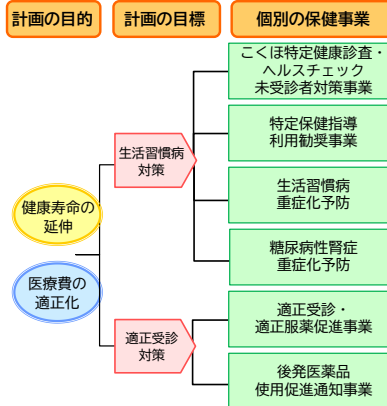 計画の目的
計画の目標
個別の保健事業
健康寿命の
延伸
医療費の
適正化
生活習慣病
対策
適正受診
対策
こくほ特定健康診査・
ヘルスチェック
未受診者対策事業
特定保健指導
利用勧奨事業
生活習慣病
重症化予防
糖尿病性腎症
重症化予防
適正受診・
適正服薬促進事業
後発医薬品
使用促進通知事業